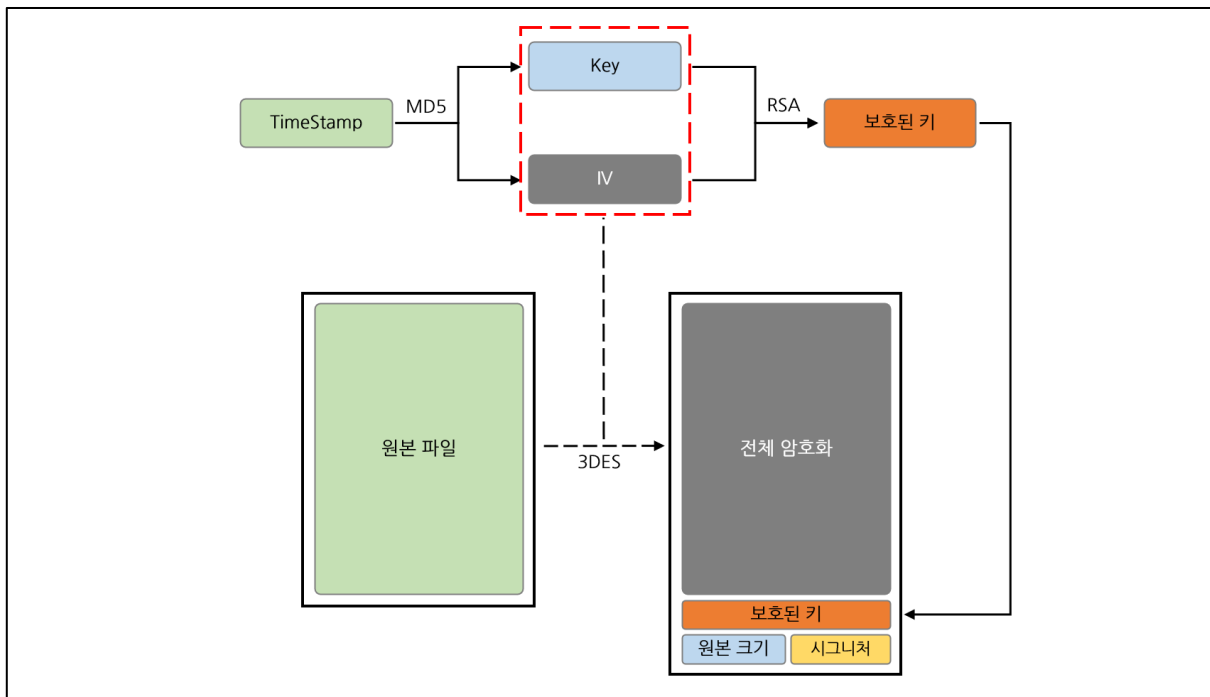 Key
MD5
RSA
TimeStamp
보호된 키
IV
원본 파일
전체 암호화
3DES
보호된 키
원본 크기
시그니처